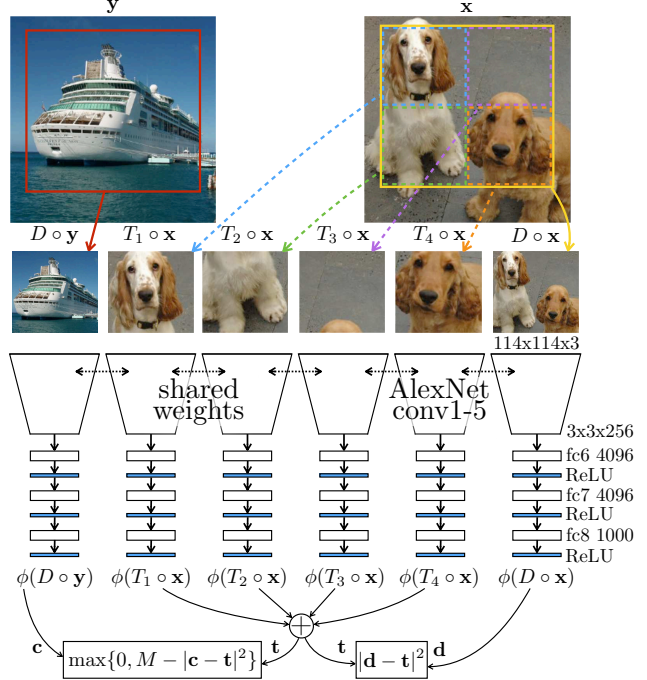 y x
D ∘ y T₁ ∘ x T₂ ∘ x T₃ ∘ x T₄ ∘ x D ∘ x
114x114x3
shared AlexNet
weights conv1-5
3x3x256
fc6 4096
ReLU
fc7 4096
ReLU
fc8 1000
ReLU
ϕ(D ∘ y) ϕ(T₁ ∘ x) ϕ(T₂ ∘ x) ϕ(T₃ ∘ x) ϕ(T₄ ∘ x) ϕ(D ∘ x)
+
c t t d
max{0, M − |c − t|²} |d − t|²